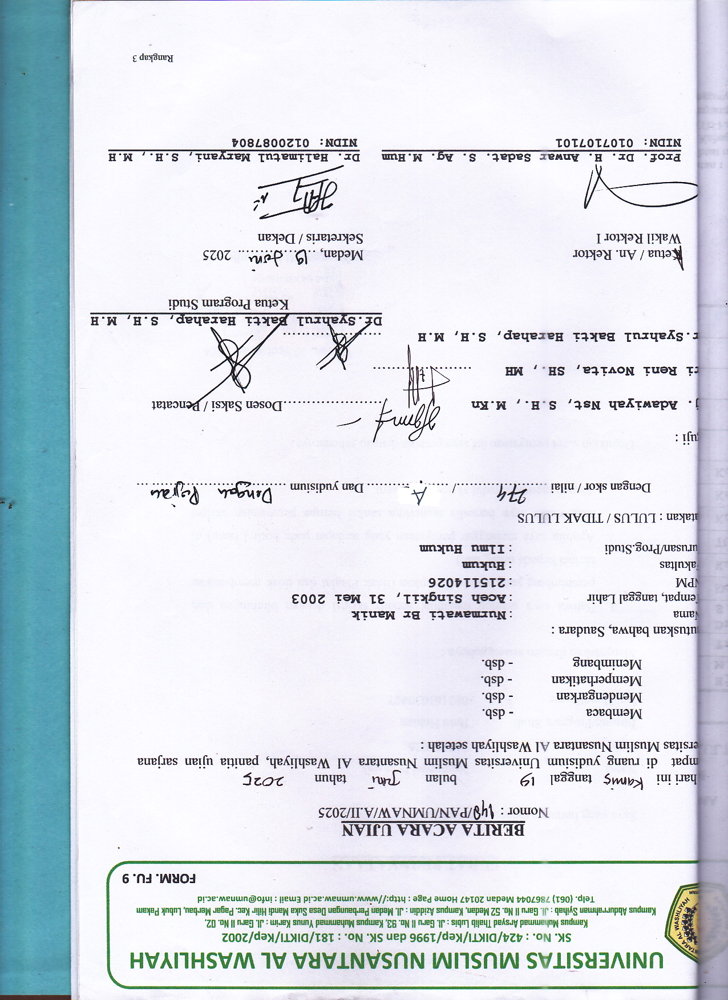 UNIVERSITAS MUSLIM NUSANTARA AL WASHLIYAH
SK. No. : 424/DIKTI/Kep/1996 dan SK. No. : 181/DIKTI/Kep/2002
Kampus Muhammad Arsyad Thalib Lubis : Jl. Garu II No. 93, Kampus Muhammad Yunus Karim : Jl. Garu II No. 02,
Kampus Abdurrahman Syihab : Jl. Garu II No. 52 Medan, Kampus Aziddin : Jl. Medan Perbaungan Desa Suka Mandi Hilir Kec. Pagar Merbau, Lubuk Pakam
Telp. (061) 7867044 Medan 20147 Home Page : http://www.umnaw.ac.id Email : info@umnaw.ac.id
FORM. FU. 9
BERITA ACARA UJIAN
Nomor : 148/PAN/UMNAW/A.II/2025
hari ini Kamis tanggal 19 bulan Juni tahun 2025
mpat di ruang yudisium Universitas Muslim Nusantara Al Washliyah, panitia ujian sarjana
ersitas Muslim Nusantara Al Washliyah setelah :
Membaca - dsb.
Mendengarkan - dsb.
Memperhatikan - dsb.
Menimbang - dsb.
utuskan bahwa, Saudara :
Nama : Nurmawati Br Manik
Tempat, tanggal Lahir : Aceh Singkil, 31 Mei 2003
NPM : 215114026
Fakultas : Hukum
urusan/Prog.Studi : Ilmu Hukum
atakan : LULUS / TIDAK LULUS
Dengan skor / nilai 274 / A Dan yudisium Dengan Pujian
uji :
j. Adawiyah Nst, S.H., M.Kn Dosen Saksi / Pencatat
ti Reni Novita, SH., MH
r.Syahrul Bakti Harahap, S.H, M.H
Dr.Syahrul Bakti Harahap, S.H, M.H
Ketua Program Studi
Ketua / An. Rektor
Wakil Rektor I
Medan, 19 Juni 2025
Sekretaris / Dekan
Prof. Dr. H. Anwar Sadat. S. Ag. M.Hum
NIDN: 0107107101
Dr. Halimatul Maryani, S.H., M.H
NIDN: 0120087804
Rangkap 3